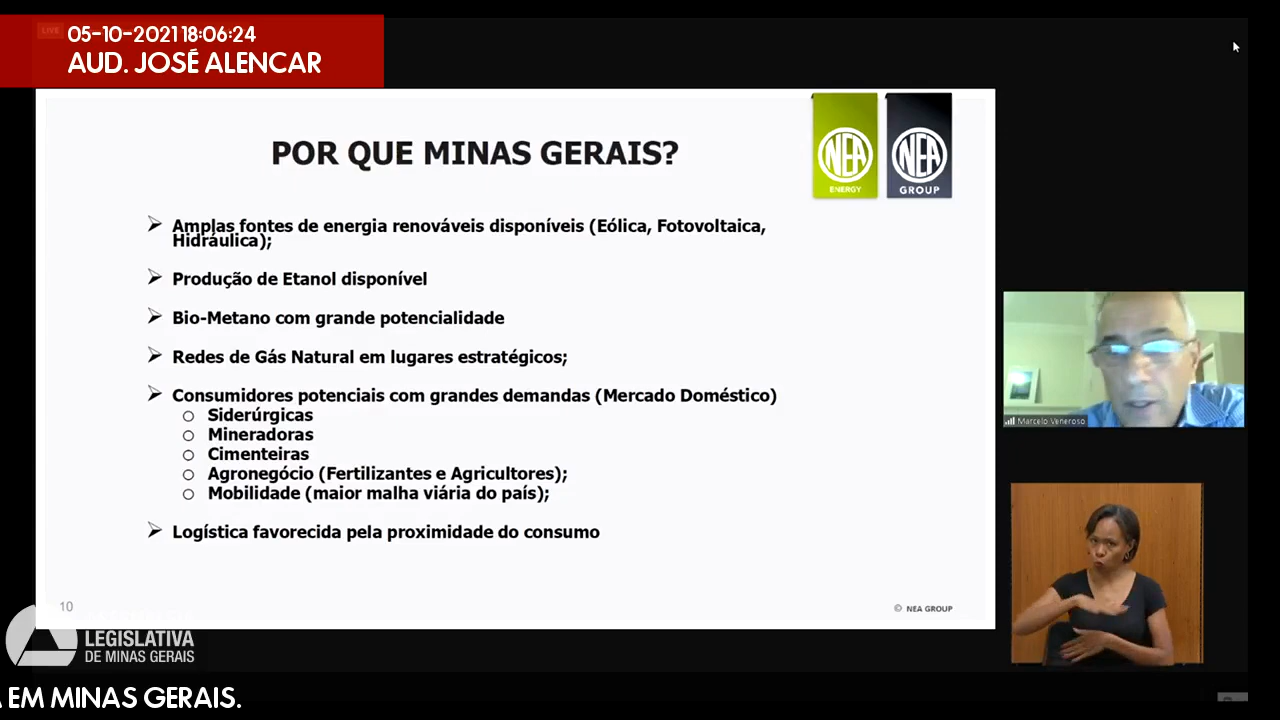 LIVE
05-10-2021 18:06:24
AUD. JOSÉ ALENCAR
POR QUE MINAS GERAIS?
NEA
ENERGY
NEA
GROUP
Amplas fontes de energia renováveis disponíveis (Eólica, Fotovoltaica,
Hidráulica);
Produção de Etanol disponível
Bio-Metano com grande potencialidade
Redes de Gás Natural em lugares estratégicos;
Consumidores potenciais com grandes demandas (Mercado Doméstico)
Siderúrgicas
Mineradoras
Cimenteiras
Agronegócio (Fertilizantes e Agricultores);
Mobilidade (maior malha viária do país);
Logística favorecida pela proximidade do consumo
10
© NEA GROUP
Marcelo Veneroso
LEGISLATIVA
DE MINAS GERAIS
EM MINAS GERAIS.